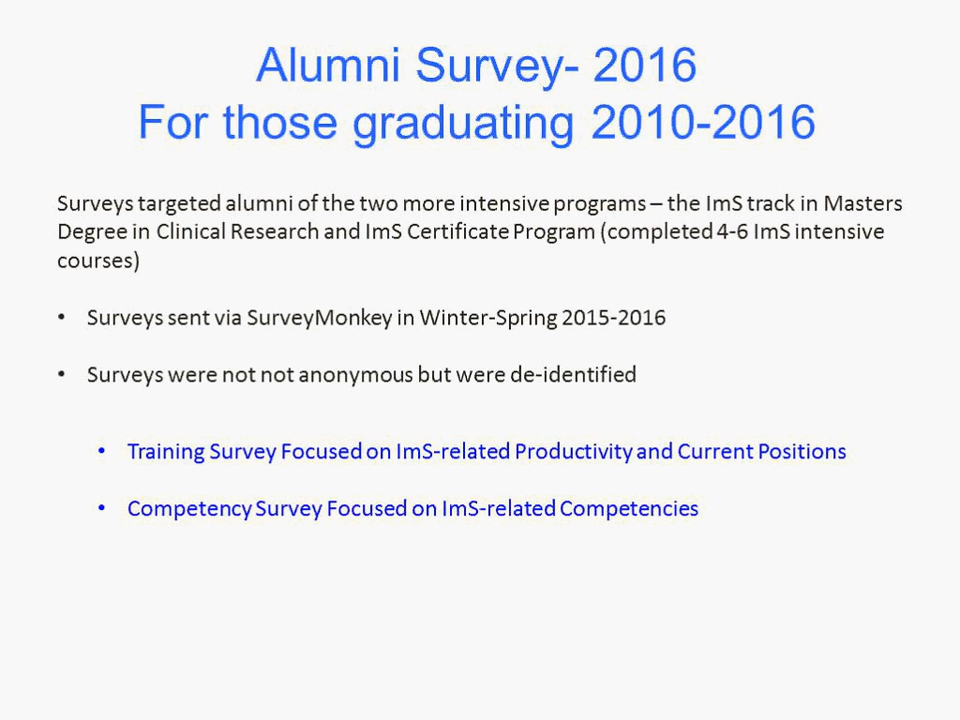 Alumni Survey- 2016
For those graduating 2010-2016
Surveys targeted alumni of the two more intensive programs – the ImS track in Masters
Degree in Clinical Research and ImS Certificate Program (completed 4-6 ImS intensive
courses)
• Surveys sent via SurveyMonkey in Winter-Spring 2015-2016
• Surveys were not not anonymous but were de-identified
• Training Survey Focused on ImS-related Productivity and Current Positions
• Competency Survey Focused on ImS-related Competencies